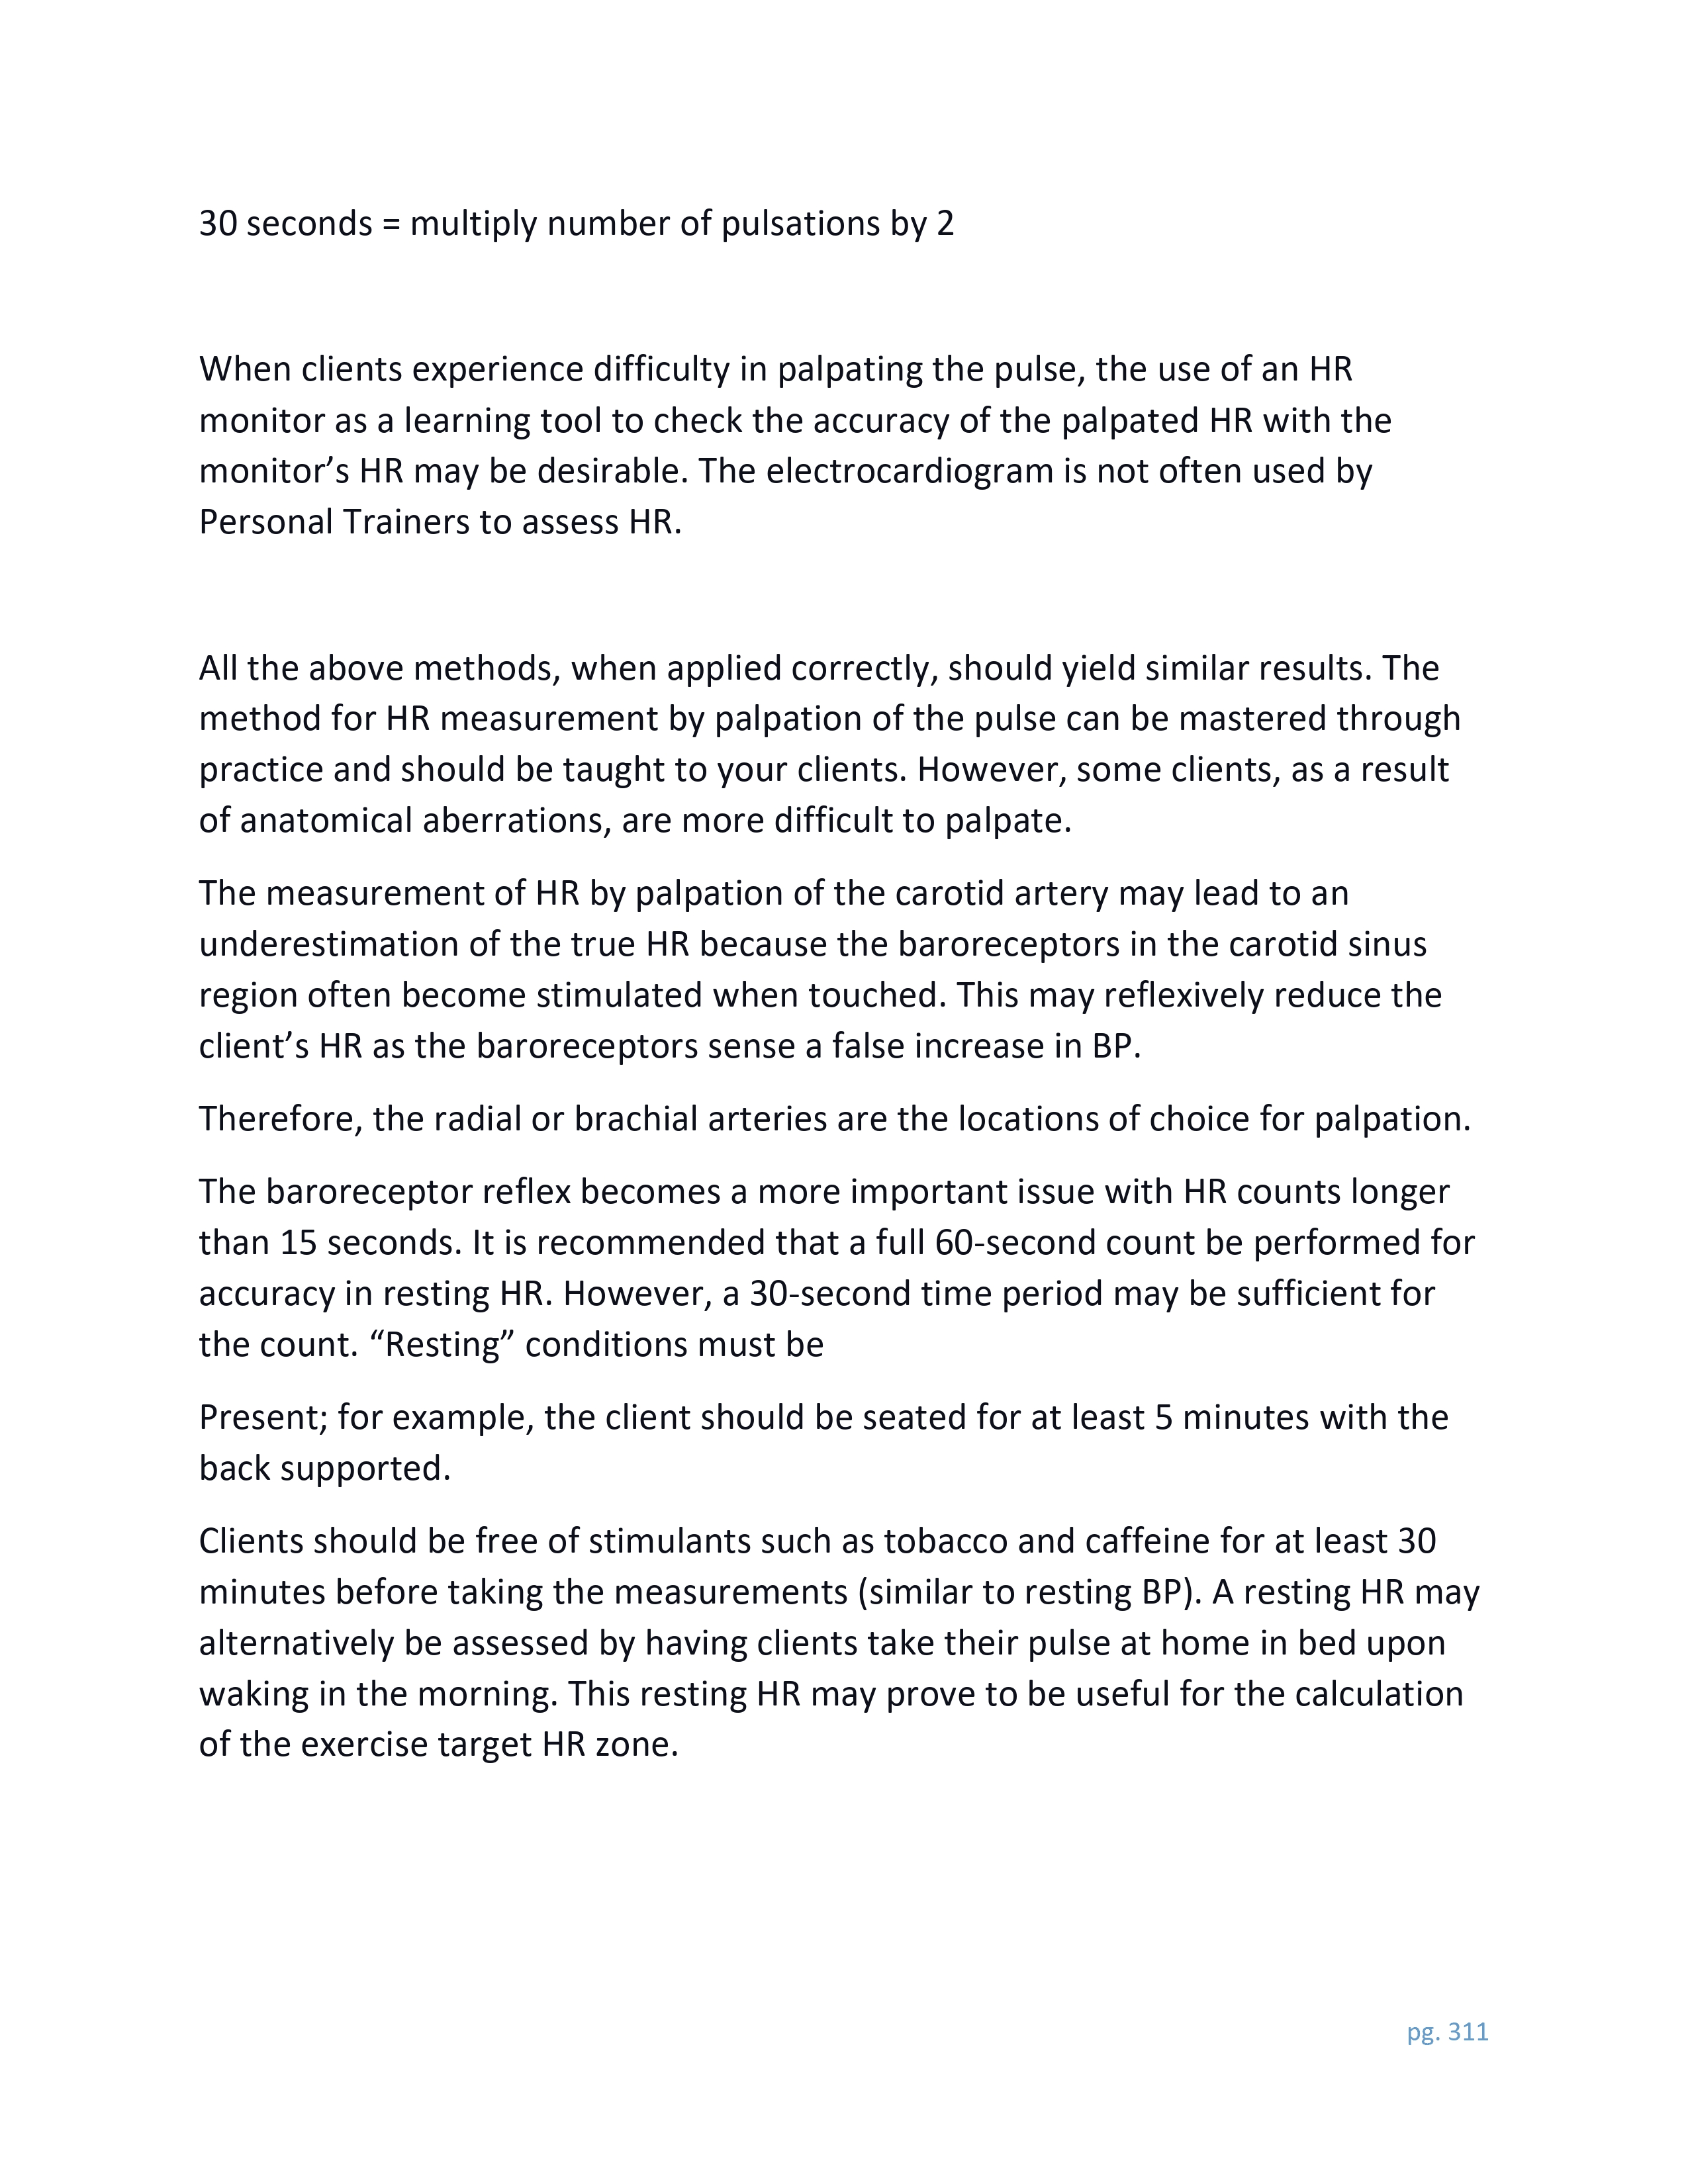 30 seconds = multiply number of pulsations by 2
When clients experience difficulty in palpating the pulse, the use of an HR
monitor as a learning tool to check the accuracy of the palpated HR with the
monitor’s HR may be desirable. The electrocardiogram is not often used by
Personal Trainers to assess HR.
All the above methods, when applied correctly, should yield similar results. The
method for HR measurement by palpation of the pulse can be mastered through
practice and should be taught to your clients. However, some clients, as a result
of anatomical aberrations, are more difficult to palpate.
The measurement of HR by palpation of the carotid artery may lead to an
underestimation of the true HR because the baroreceptors in the carotid sinus
region often become stimulated when touched. This may reflexively reduce the
client’s HR as the baroreceptors sense a false increase in BP.
Therefore, the radial or brachial arteries are the locations of choice for palpation.
The baroreceptor reflex becomes a more important issue with HR counts longer
than 15 seconds. It is recommended that a full 60-second count be performed for
accuracy in resting HR. However, a 30-second time period may be sufficient for
the count. “Resting” conditions must be
Present; for example, the client should be seated for at least 5 minutes with the
back supported.
Clients should be free of stimulants such as tobacco and caffeine for at least 30
minutes before taking the measurements (similar to resting BP). A resting HR may
alternatively be assessed by having clients take their pulse at home in bed upon
waking in the morning. This resting HR may prove to be useful for the calculation
of the exercise target HR zone.
pg. 311